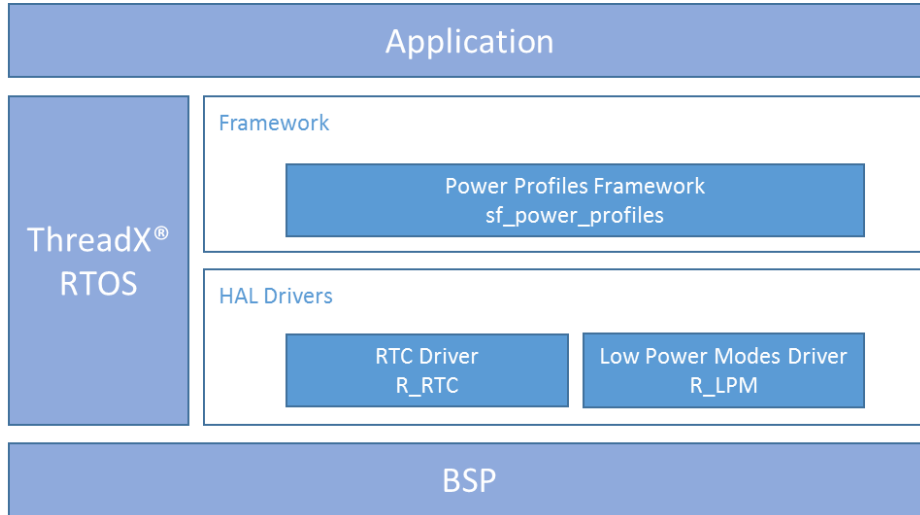 Application
ThreadX®
RTOS
Framework
Power Profiles Framework
sf_power_profiles
HAL Drivers
RTC Driver
R_RTC
Low Power Modes Driver
R_LPM
BSP